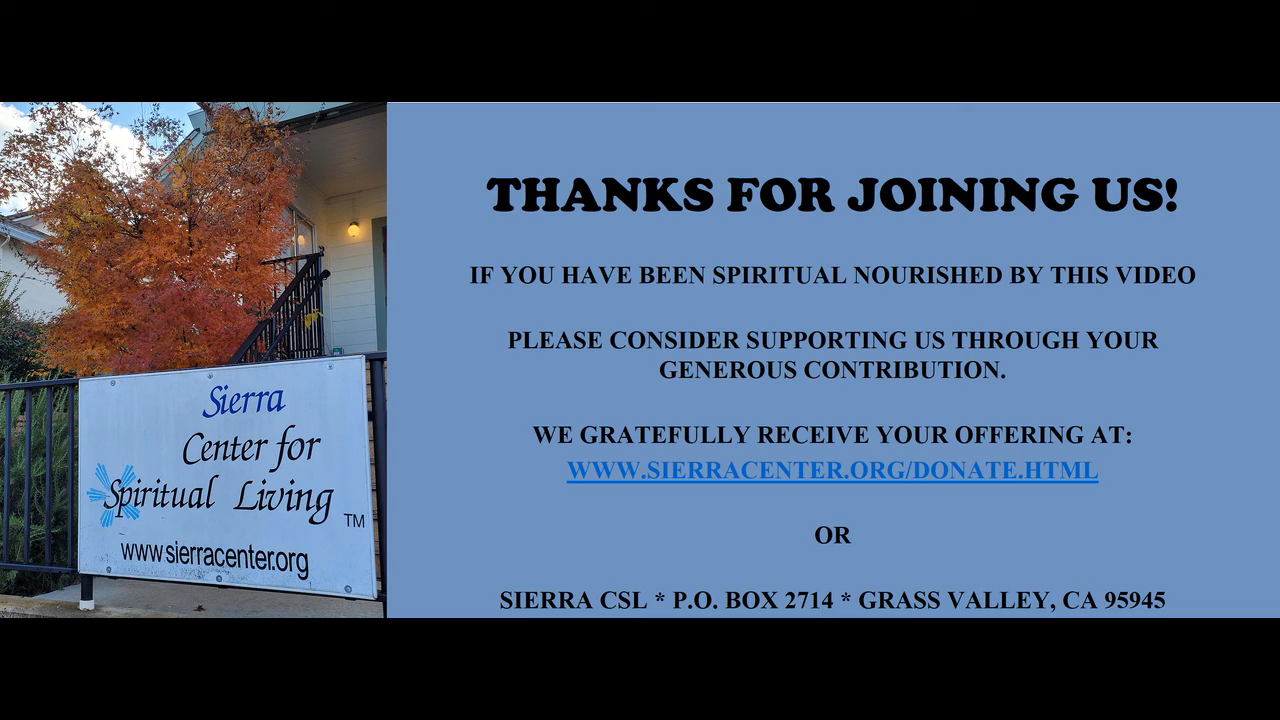 Sierra
Center for
Spiritual Living
TM
www.sierracenter.org
THANKS FOR JOINING US!
IF YOU HAVE BEEN SPIRITUAL NOURISHED BY THIS VIDEO
PLEASE CONSIDER SUPPORTING US THROUGH YOUR
GENEROUS CONTRIBUTION.
WE GRATEFULLY RECEIVE YOUR OFFERING AT:
WWW.SIERRACENTER.ORG/DONATE.HTML
OR
SIERRA CSL * P.O. BOX 2714 * GRASS VALLEY, CA 95945